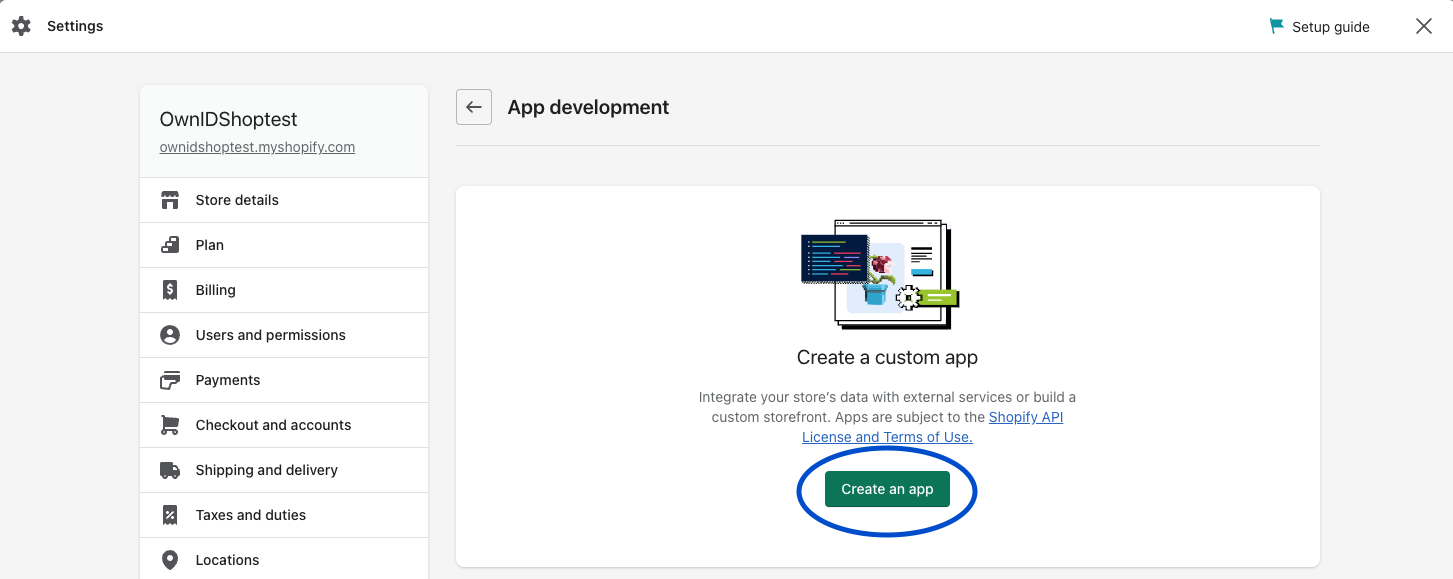 Settings
Setup guide
OwnIDShoptest
ownidshoptest.myshopify.com
Store details
Plan
Billing
Users and permissions
Payments
Checkout and accounts
Shipping and delivery
Taxes and duties
Locations
App development
Create a custom app
Integrate your store's data with external services or build a
custom storefront. Apps are subject to the Shopify API
License and Terms of Use.
Create an app